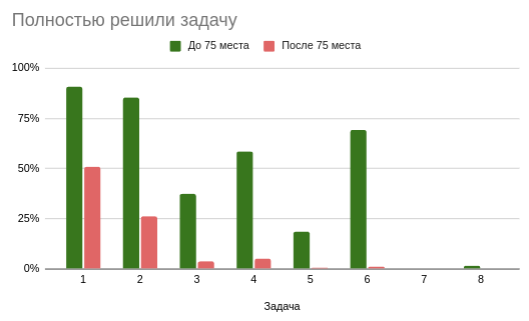 Полностью решили задачу
До 75 места
После 75 места
100%
75%
50%
25%
0%
1 2 3 4 5 6 7 8
Задача